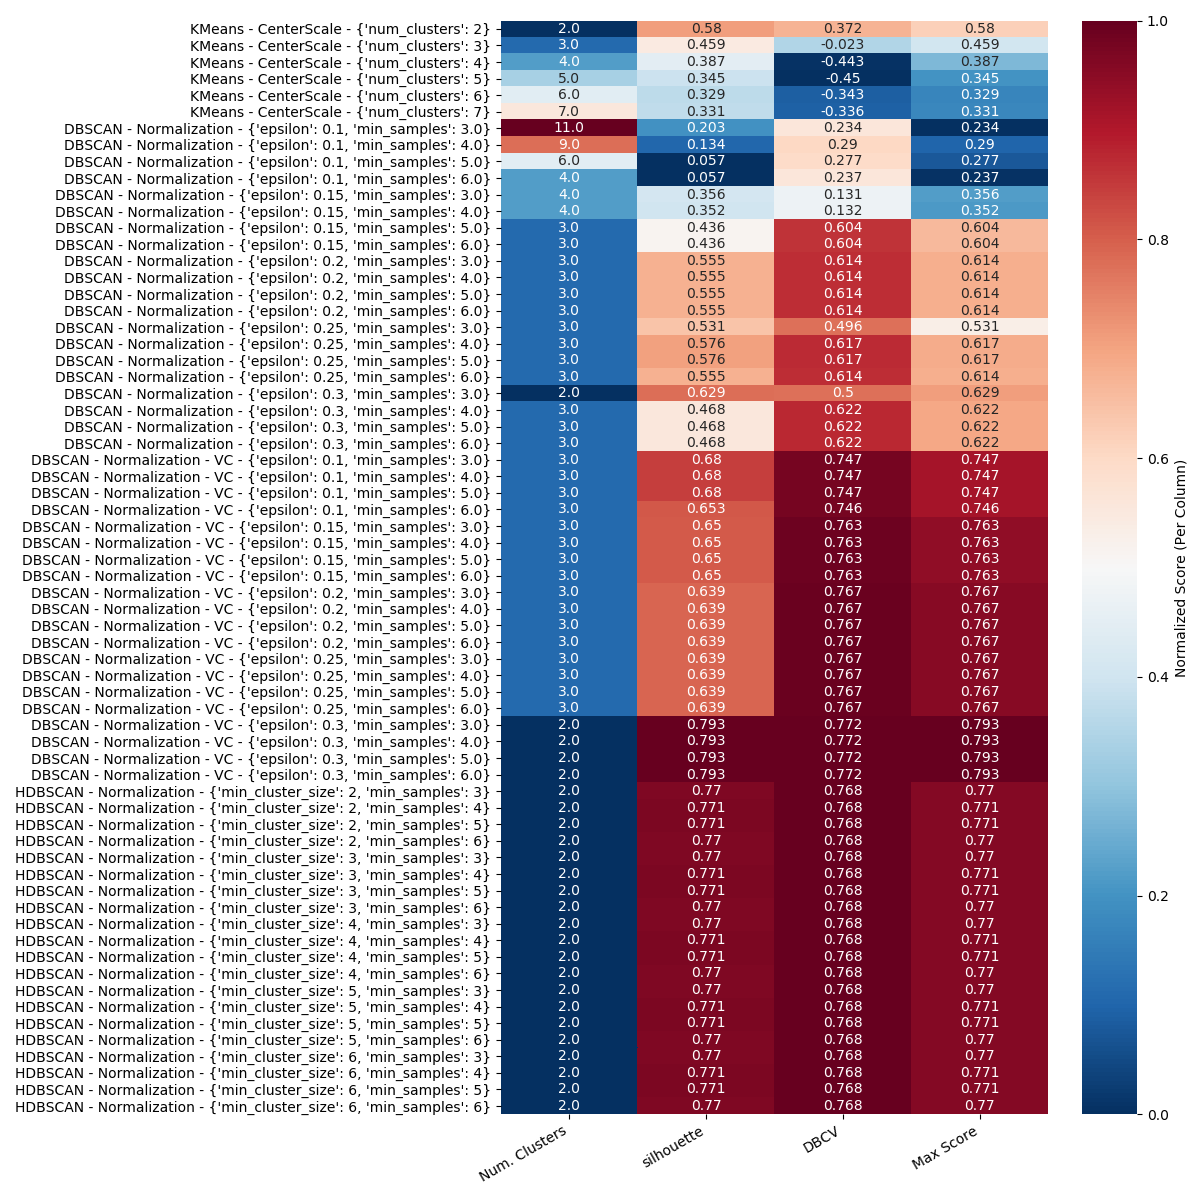 KMeans - CenterScale - {'num_clusters': 2} 2.0 0.58 0.372 0.58
KMeans - CenterScale - {'num_clusters': 3} 3.0 0.459 -0.023 0.459
KMeans - CenterScale - {'num_clusters': 4} 4.0 0.387 -0.443 0.387
KMeans - CenterScale - {'num_clusters': 5} 5.0 0.345 -0.45 0.345
KMeans - CenterScale - {'num_clusters': 6} 6.0 0.329 -0.343 0.329
KMeans - CenterScale - {'num_clusters': 7} 7.0 0.331 -0.336 0.331
DBSCAN - Normalization - {'epsilon': 0.1, 'min_samples': 3.0} 11.0 0.203 0.234 0.234
DBSCAN - Normalization - {'epsilon': 0.1, 'min_samples': 4.0} 9.0 0.134 0.29 0.29
DBSCAN - Normalization - {'epsilon': 0.1, 'min_samples': 5.0} 6.0 0.057 0.277 0.277
DBSCAN - Normalization - {'epsilon': 0.1, 'min_samples': 6.0} 4.0 0.057 0.237 0.237
DBSCAN - Normalization - {'epsilon': 0.15, 'min_samples': 3.0} 4.0 0.356 0.131 0.356
DBSCAN - Normalization - {'epsilon': 0.15, 'min_samples': 4.0} 4.0 0.352 0.132 0.352
DBSCAN - Normalization - {'epsilon': 0.15, 'min_samples': 5.0} 3.0 0.436 0.604 0.604
DBSCAN - Normalization - {'epsilon': 0.15, 'min_samples': 6.0} 3.0 0.436 0.604 0.604
DBSCAN - Normalization - {'epsilon': 0.2, 'min_samples': 3.0} 3.0 0.555 0.614 0.614
DBSCAN - Normalization - {'epsilon': 0.2, 'min_samples': 4.0} 3.0 0.555 0.614 0.614
DBSCAN - Normalization - {'epsilon': 0.2, 'min_samples': 5.0} 3.0 0.555 0.614 0.614
DBSCAN - Normalization - {'epsilon': 0.2, 'min_samples': 6.0} 3.0 0.555 0.614 0.614
DBSCAN - Normalization - {'epsilon': 0.25, 'min_samples': 3.0} 3.0 0.531 0.496 0.531
DBSCAN - Normalization - {'epsilon': 0.25, 'min_samples': 4.0} 3.0 0.576 0.617 0.617
DBSCAN - Normalization - {'epsilon': 0.25, 'min_samples': 5.0} 3.0 0.576 0.617 0.617
DBSCAN - Normalization - {'epsilon': 0.25, 'min_samples': 6.0} 3.0 0.555 0.614 0.614
DBSCAN - Normalization - {'epsilon': 0.3, 'min_samples': 3.0} 2.0 0.629 0.5 0.629
DBSCAN - Normalization - {'epsilon': 0.3, 'min_samples': 4.0} 3.0 0.468 0.622 0.622
DBSCAN - Normalization - {'epsilon': 0.3, 'min_samples': 5.0} 3.0 0.468 0.622 0.622
DBSCAN - Normalization - {'epsilon': 0.3, 'min_samples': 6.0} 3.0 0.468 0.622 0.622
DBSCAN - Normalization - VC - {'epsilon': 0.1, 'min_samples': 3.0} 3.0 0.68 0.747 0.747
DBSCAN - Normalization - VC - {'epsilon': 0.1, 'min_samples': 4.0} 3.0 0.68 0.747 0.747
DBSCAN - Normalization - VC - {'epsilon': 0.1, 'min_samples': 5.0} 3.0 0.68 0.747 0.747
DBSCAN - Normalization - VC - {'epsilon': 0.1, 'min_samples': 6.0} 3.0 0.653 0.746 0.746
DBSCAN - Normalization - VC - {'epsilon': 0.15, 'min_samples': 3.0} 3.0 0.65 0.763 0.763
DBSCAN - Normalization - VC - {'epsilon': 0.15, 'min_samples': 4.0} 3.0 0.65 0.763 0.763
DBSCAN - Normalization - VC - {'epsilon': 0.15, 'min_samples': 5.0} 3.0 0.65 0.763 0.763
DBSCAN - Normalization - VC - {'epsilon': 0.15, 'min_samples': 6.0} 3.0 0.65 0.763 0.763
DBSCAN - Normalization - VC - {'epsilon': 0.2, 'min_samples': 3.0} 3.0 0.639 0.767 0.767
DBSCAN - Normalization - VC - {'epsilon': 0.2, 'min_samples': 4.0} 3.0 0.639 0.767 0.767
DBSCAN - Normalization - VC - {'epsilon': 0.2, 'min_samples': 5.0} 3.0 0.639 0.767 0.767
DBSCAN - Normalization - VC - {'epsilon': 0.2, 'min_samples': 6.0} 3.0 0.639 0.767 0.767
DBSCAN - Normalization - VC - {'epsilon': 0.25, 'min_samples': 3.0} 3.0 0.639 0.767 0.767
DBSCAN - Normalization - VC - {'epsilon': 0.25, 'min_samples': 4.0} 3.0 0.639 0.767 0.767
DBSCAN - Normalization - VC - {'epsilon': 0.25, 'min_samples': 5.0} 3.0 0.639 0.767 0.767
DBSCAN - Normalization - VC - {'epsilon': 0.25, 'min_samples': 6.0} 3.0 0.639 0.767 0.767
DBSCAN - Normalization - VC - {'epsilon': 0.3, 'min_samples': 3.0} 2.0 0.793 0.772 0.793
DBSCAN - Normalization - VC - {'epsilon': 0.3, 'min_samples': 4.0} 2.0 0.793 0.772 0.793
DBSCAN - Normalization - VC - {'epsilon': 0.3, 'min_samples': 5.0} 2.0 0.793 0.772 0.793
DBSCAN - Normalization - VC - {'epsilon': 0.3, 'min_samples': 6.0} 2.0 0.793 0.772 0.793
HDBSCAN - Normalization - {'min_cluster_size': 2, 'min_samples': 3} 2.0 0.77 0.768 0.77
HDBSCAN - Normalization - {'min_cluster_size': 2, 'min_samples': 4} 2.0 0.771 0.768 0.771
HDBSCAN - Normalization - {'min_cluster_size': 2, 'min_samples': 5} 2.0 0.771 0.768 0.771
HDBSCAN - Normalization - {'min_cluster_size': 2, 'min_samples': 6} 2.0 0.77 0.768 0.77
HDBSCAN - Normalization - {'min_cluster_size': 3, 'min_samples': 3} 2.0 0.77 0.768 0.77
HDBSCAN - Normalization - {'min_cluster_size': 3, 'min_samples': 4} 2.0 0.771 0.768 0.771
HDBSCAN - Normalization - {'min_cluster_size': 3, 'min_samples': 5} 2.0 0.771 0.768 0.771
HDBSCAN - Normalization - {'min_cluster_size': 3, 'min_samples': 6} 2.0 0.77 0.768 0.77
HDBSCAN - Normalization - {'min_cluster_size': 4, 'min_samples': 3} 2.0 0.77 0.768 0.77
HDBSCAN - Normalization - {'min_cluster_size': 4, 'min_samples': 4} 2.0 0.771 0.768 0.771
HDBSCAN - Normalization - {'min_cluster_size': 4, 'min_samples': 5} 2.0 0.771 0.768 0.771
HDBSCAN - Normalization - {'min_cluster_size': 4, 'min_samples': 6} 2.0 0.77 0.768 0.77
HDBSCAN - Normalization - {'min_cluster_size': 5, 'min_samples': 3} 2.0 0.77 0.768 0.77
HDBSCAN - Normalization - {'min_cluster_size': 5, 'min_samples': 4} 2.0 0.771 0.768 0.771
HDBSCAN - Normalization - {'min_cluster_size': 5, 'min_samples': 5} 2.0 0.771 0.768 0.771
HDBSCAN - Normalization - {'min_cluster_size': 5, 'min_samples': 6} 2.0 0.77 0.768 0.77
HDBSCAN - Normalization - {'min_cluster_size': 6, 'min_samples': 3} 2.0 0.77 0.768 0.77
HDBSCAN - Normalization - {'min_cluster_size': 6, 'min_samples': 4} 2.0 0.771 0.768 0.771
HDBSCAN - Normalization - {'min_cluster_size': 6, 'min_samples': 5} 2.0 0.771 0.768 0.771
HDBSCAN - Normalization - {'min_cluster_size': 6, 'min_samples': 6} 2.0 0.77 0.768 0.77
Num. Clusters
silhouette
DBCV
Max Score
1.0
0.8
0.6
0.4
0.2
0.0
Normalized Score (Per Column)